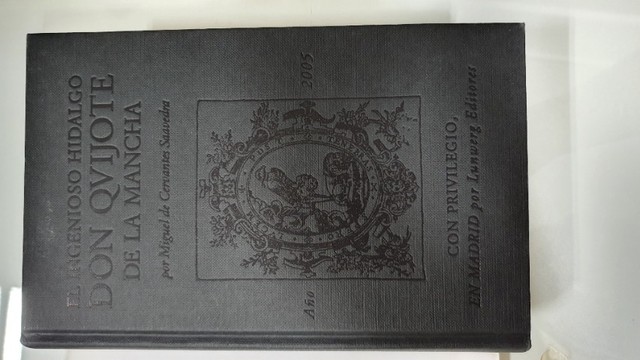 EL INGENIOSO HIDALGO
DON QVIJOTE
DE LA MANCHA
por Miguel de Cervantes Saavedra
Año 2005
CON PRIVILEGIO,
EN MADRID por Lunwerg Editores